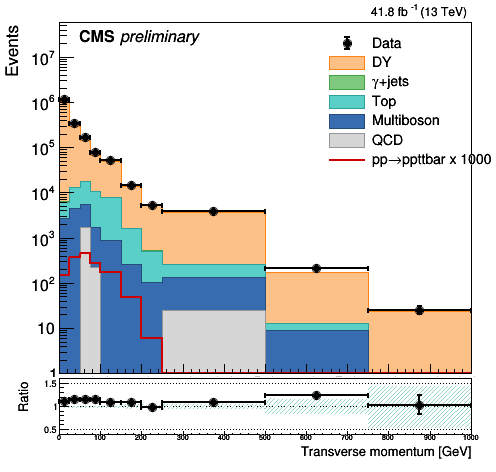 41.8 fb⁻¹ (13 TeV)
CMS preliminary
Events
10⁷
10⁶
10⁵
10⁴
10³
10²
10
1
Data
DY
γ+jets
Top
Multiboson
QCD
pp→ppttbar x 1000
Ratio
1.5
1
0.5
0 100 200 300 400 500 600 700 800 900 1000
Transverse momentum [GeV]